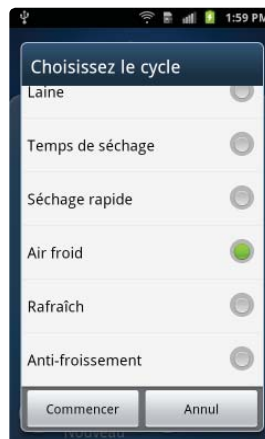 1:59 PM
Choisissez le cycle
Laine
Temps de séchage
Séchage rapide
Air froid
Rafraîch
Anti-froissement
Commencer
Annul
Nouveau